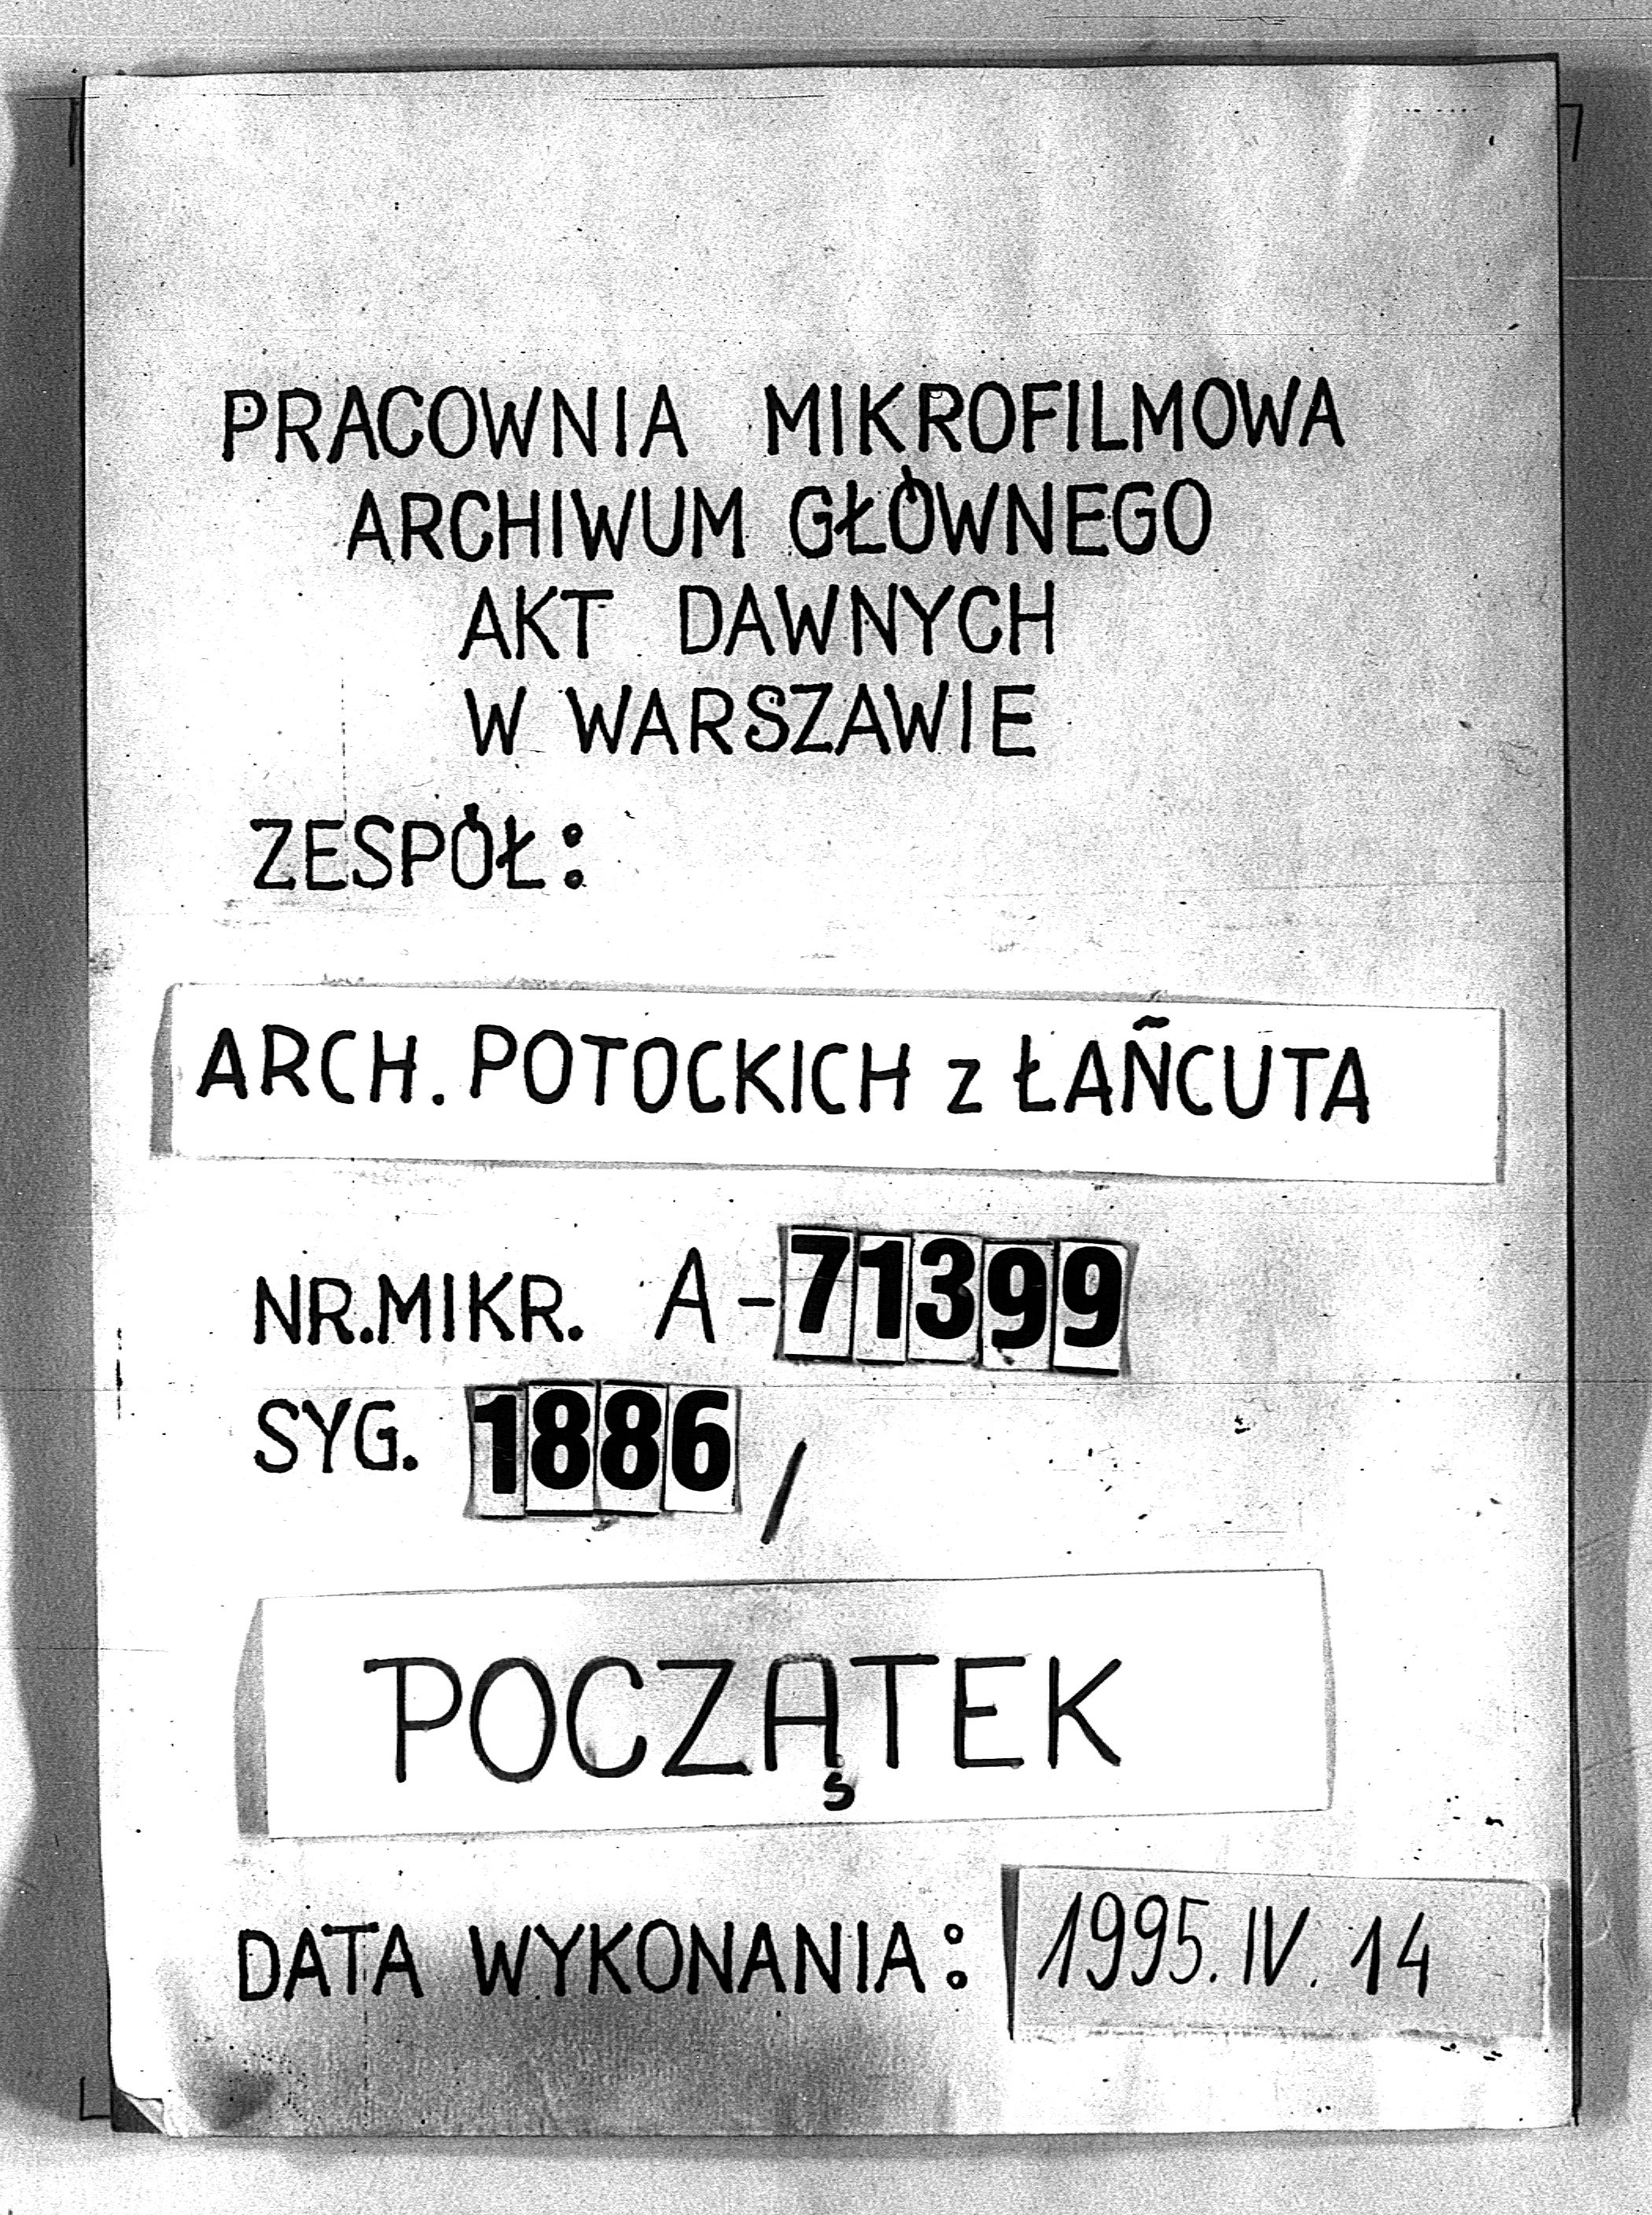 PRACOWNIA MIKROFILMOWA
ARCHIWUM GŁÓWNEGO
AKT DAWNYCH
W WARSZAWIE
ZESPÓŁ:
ARCH. POTOCKICH z ŁAÑCUTA
NR.MIKR. A-71399
SYG. 1886/
POCZĄTEK
DATA WYKONANIA: 1995.IV.14